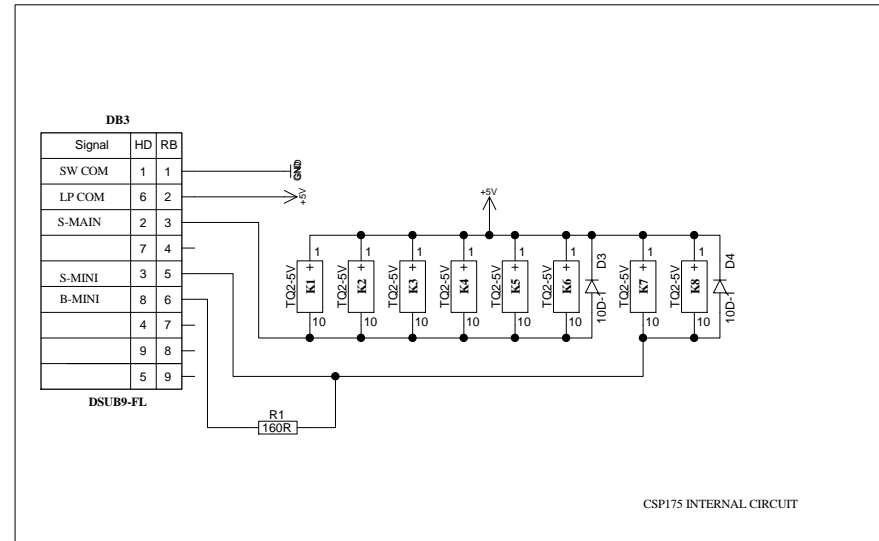 DB3
Signal HD RB
SW COM 1 1
LP COM 6 2
S-MAIN 2 3
7 4
S-MINI 3 5
B-MINI 8 6
4 7
9 8
5 9
DSUB9-FL
GND
+5V
+5V
1 1 1 1 1 1 1 1
TQ2-5V K1
TQ2-5V K2
TQ2-5V K3
TQ2-5V K4
TQ2-5V K5
TQ2-5V K6
10D-1 D3
TQ2-5V K7
TQ2-5V K8
10D-1 D4
+ + + + + + + +
10 10 10 10 10 10 10 10
R1
160R
CSP175 INTERNAL CIRCUIT